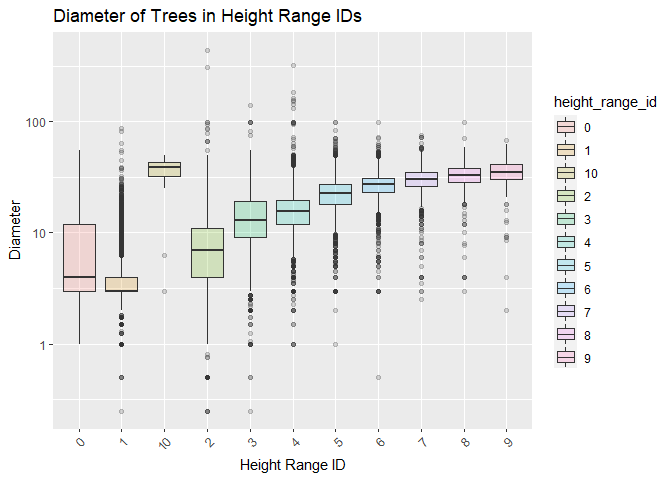 Diameter of Trees in Height Range IDs
Diameter
100
10
1
0 1 10 2 3 4 5 6 7 8 9
Height Range ID
height_range_id
0
1
10
2
3
4
5
6
7
8
9